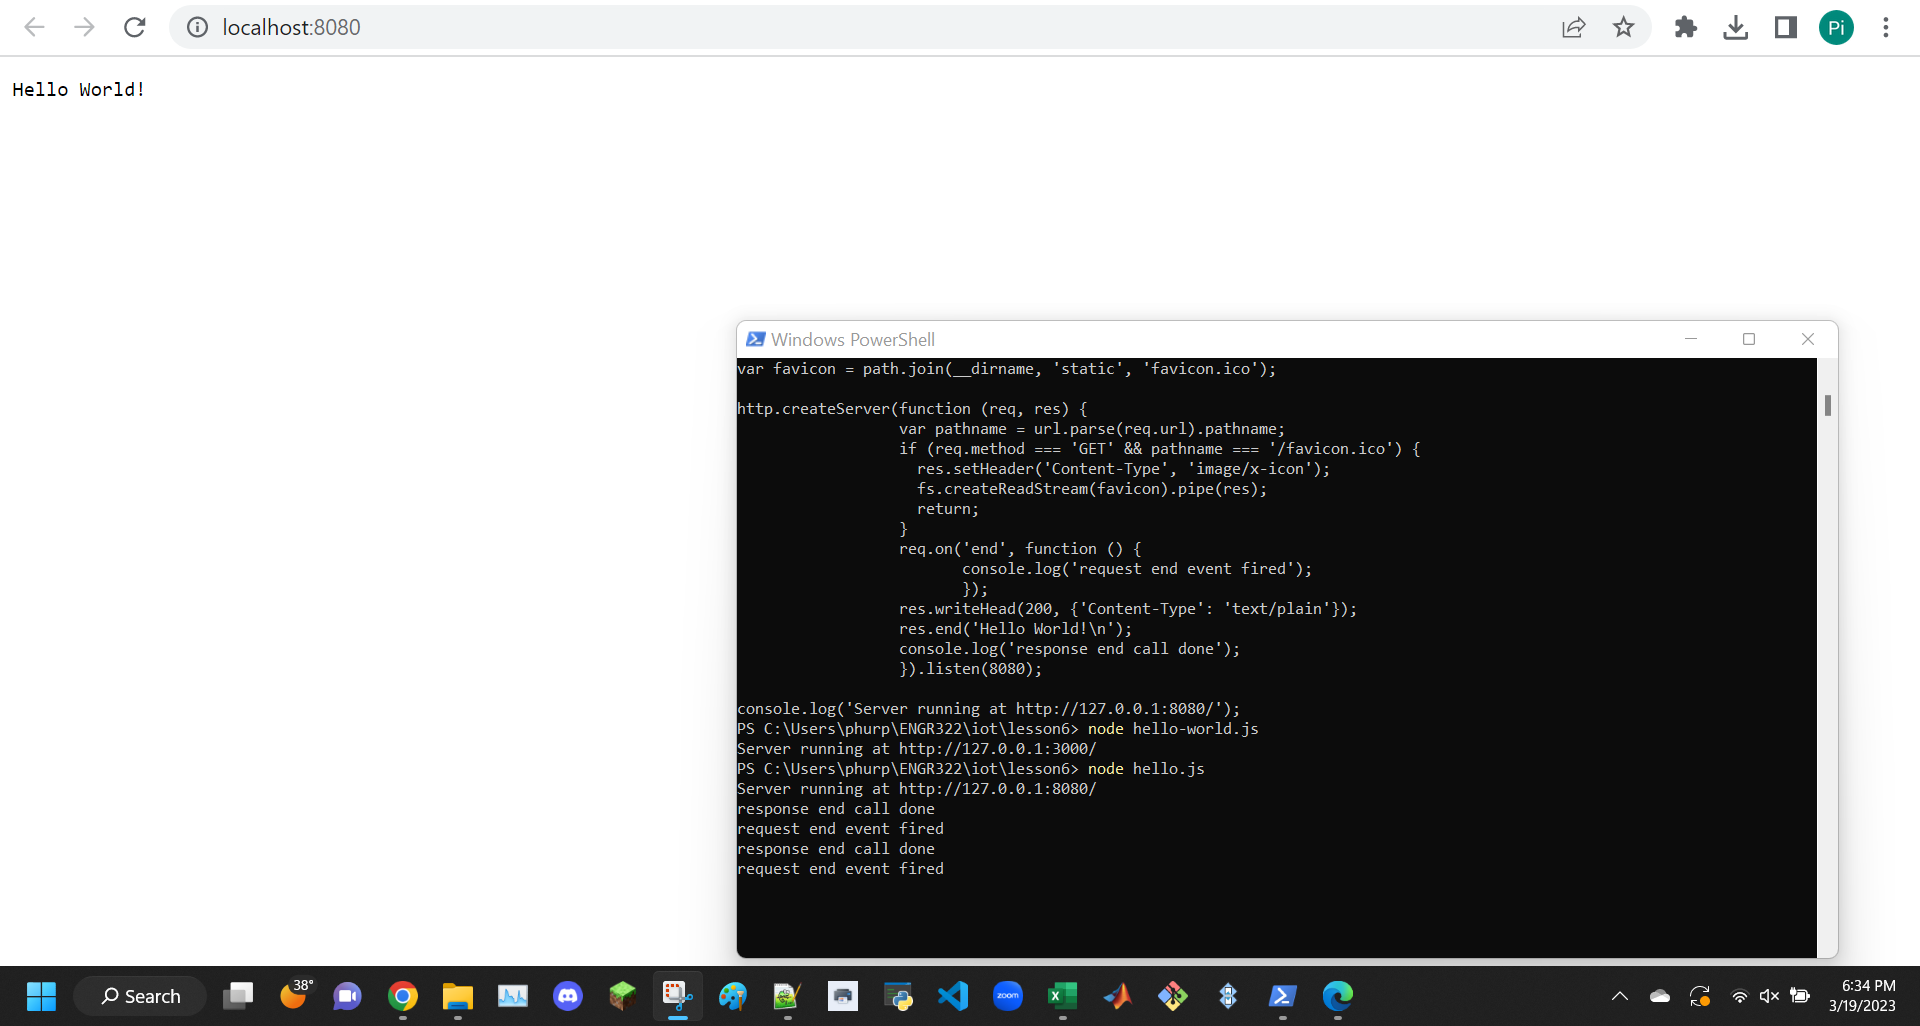 localhost:8080
Pi
Hello World!
Windows PowerShell
var favicon = path.join(__dirname, 'static', 'favicon.ico');
http.createServer(function (req, res) {
var pathname = url.parse(req.url).pathname;
if (req.method === 'GET' && pathname === '/favicon.ico') {
res.setHeader('Content-Type', 'image/x-icon');
fs.createReadStream(favicon).pipe(res);
return;
}
req.on('end', function () {
console.log('request end event fired');
});
res.writeHead(200, {'Content-Type': 'text/plain'});
res.end('Hello World!\n');
console.log('response end call done');
}).listen(8080);
console.log('Server running at http://127.0.0.1:8080/');
PS C:\Users\phurp\ENGR322\iot\lesson6> node hello-world.js
Server running at http://127.0.0.1:3000/
PS C:\Users\phurp\ENGR322\iot\lesson6> node hello.js
Server running at http://127.0.0.1:8080/
response end call done
request end event fired
response end call done
request end event fired
Search
38°
zoom
6:34 PM
3/19/2023